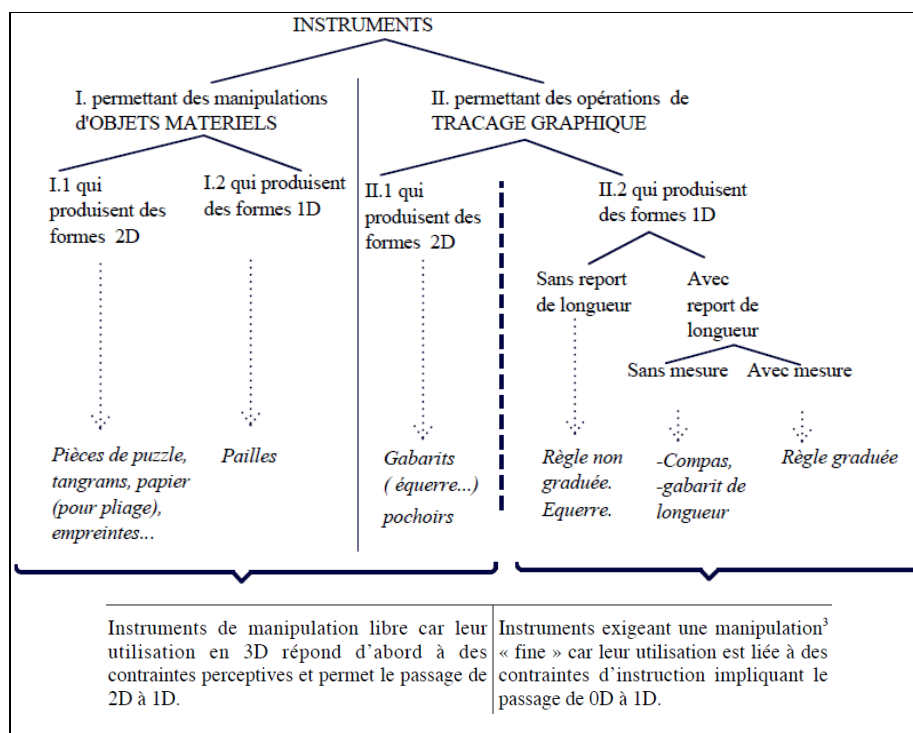 INSTRUMENTS
I. permettant des manipulations
d'OBJETS MATERIELS
II. permettant des opérations de
TRACAGE GRAPHIQUE
I.1 qui
produisent des
formes 2D
I.2 qui produisent
des formes 1D
II.1 qui
produisent des
formes 2D
II.2 qui produisent
des formes 1D
Sans report
de longueur
Avec
report de
longueur
Sans mesure
Avec mesure
Pièces de puzzle,
tangrams, papier
(pour pliage),
empreintes...
Pailles
Gabarits
( équerre...)
pochoirs
Règle non
graduée.
Equerre.
-Compas,
-gabarit de
longueur
Règle graduée
Instruments de manipulation libre car leur
utilisation en 3D répond d’abord à des
contraintes perceptives et permet le passage de
2D à 1D.
Instruments exigeant une manipulation³
« fine » car leur utilisation est liée à des
contraintes d’instruction impliquant le
passage de 0D à 1D.